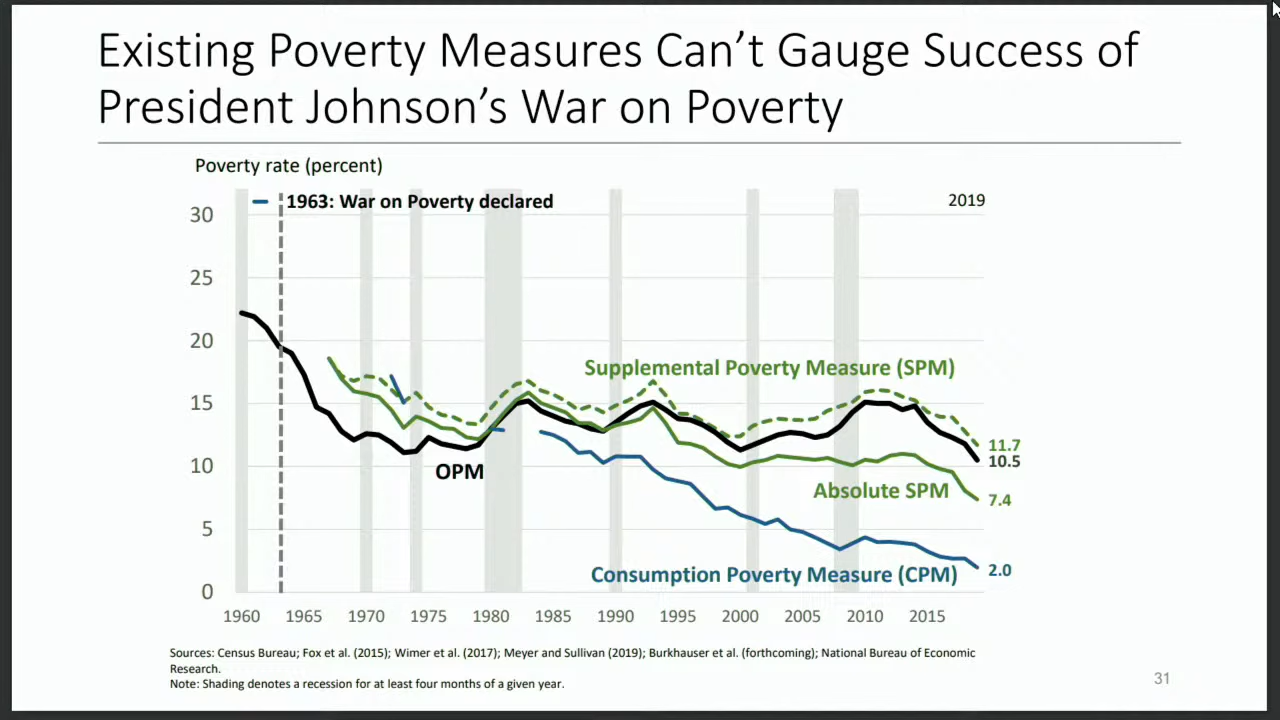 Existing Poverty Measures Can't Gauge Success of
President Johnson's War on Poverty
Poverty rate (percent)
1963: War on Poverty declared
2019
30
25
20
15
10
5
0
Supplemental Poverty Measure (SPM)
11.7
10.5
OPM
Absolute SPM
7.4
Consumption Poverty Measure (CPM)
2.0
1960 1965 1970 1975 1980 1985 1990 1995 2000 2005 2010 2015
Sources: Census Bureau; Fox et al. (2015); Wimer et al. (2017); Meyer and Sullivan (2019); Burkhauser et al. (forthcoming); National Bureau of Economic
Research.
Note: Shading denotes a recession for at least four months of a given year.
31